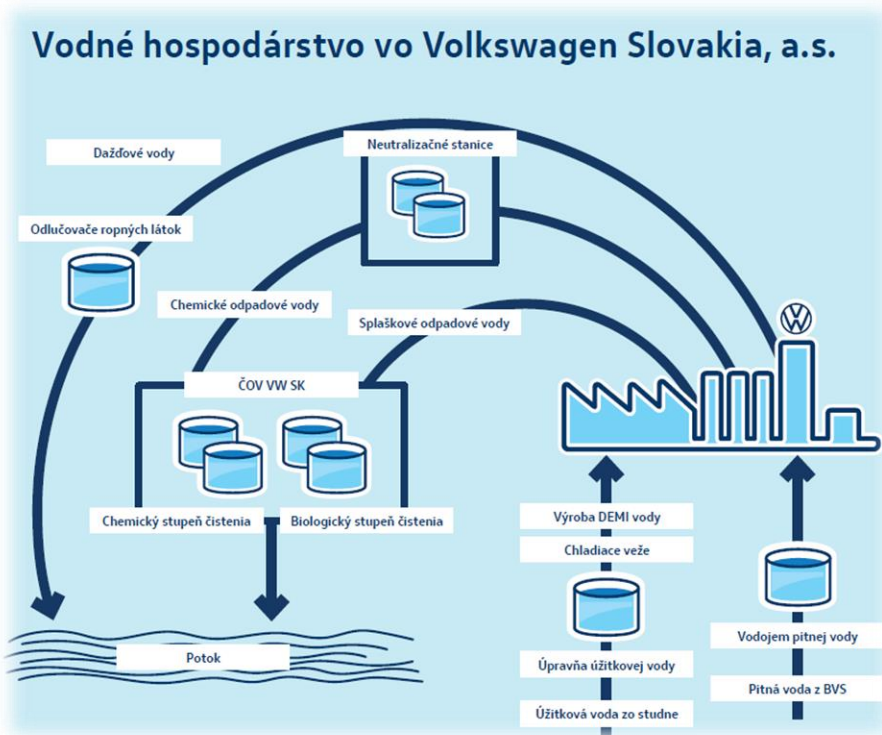 Vodné hospodárstvo vo Volkswagen Slovakia, a.s.
Dažďové vody
Neutralizačné stanice
Odlučovače ropných látok
Chemické odpadové vody
Splaškové odpadové vody
ČOV VW SK
Chemický stupeň čistenia
Biologický stupeň čistenia
Potok
Výroba DEMI vody
Chladiace veže
Úpravňa úžitkovej vody
Úžitková voda zo studne
Vodojem pitnej vody
Pitná voda z BVS